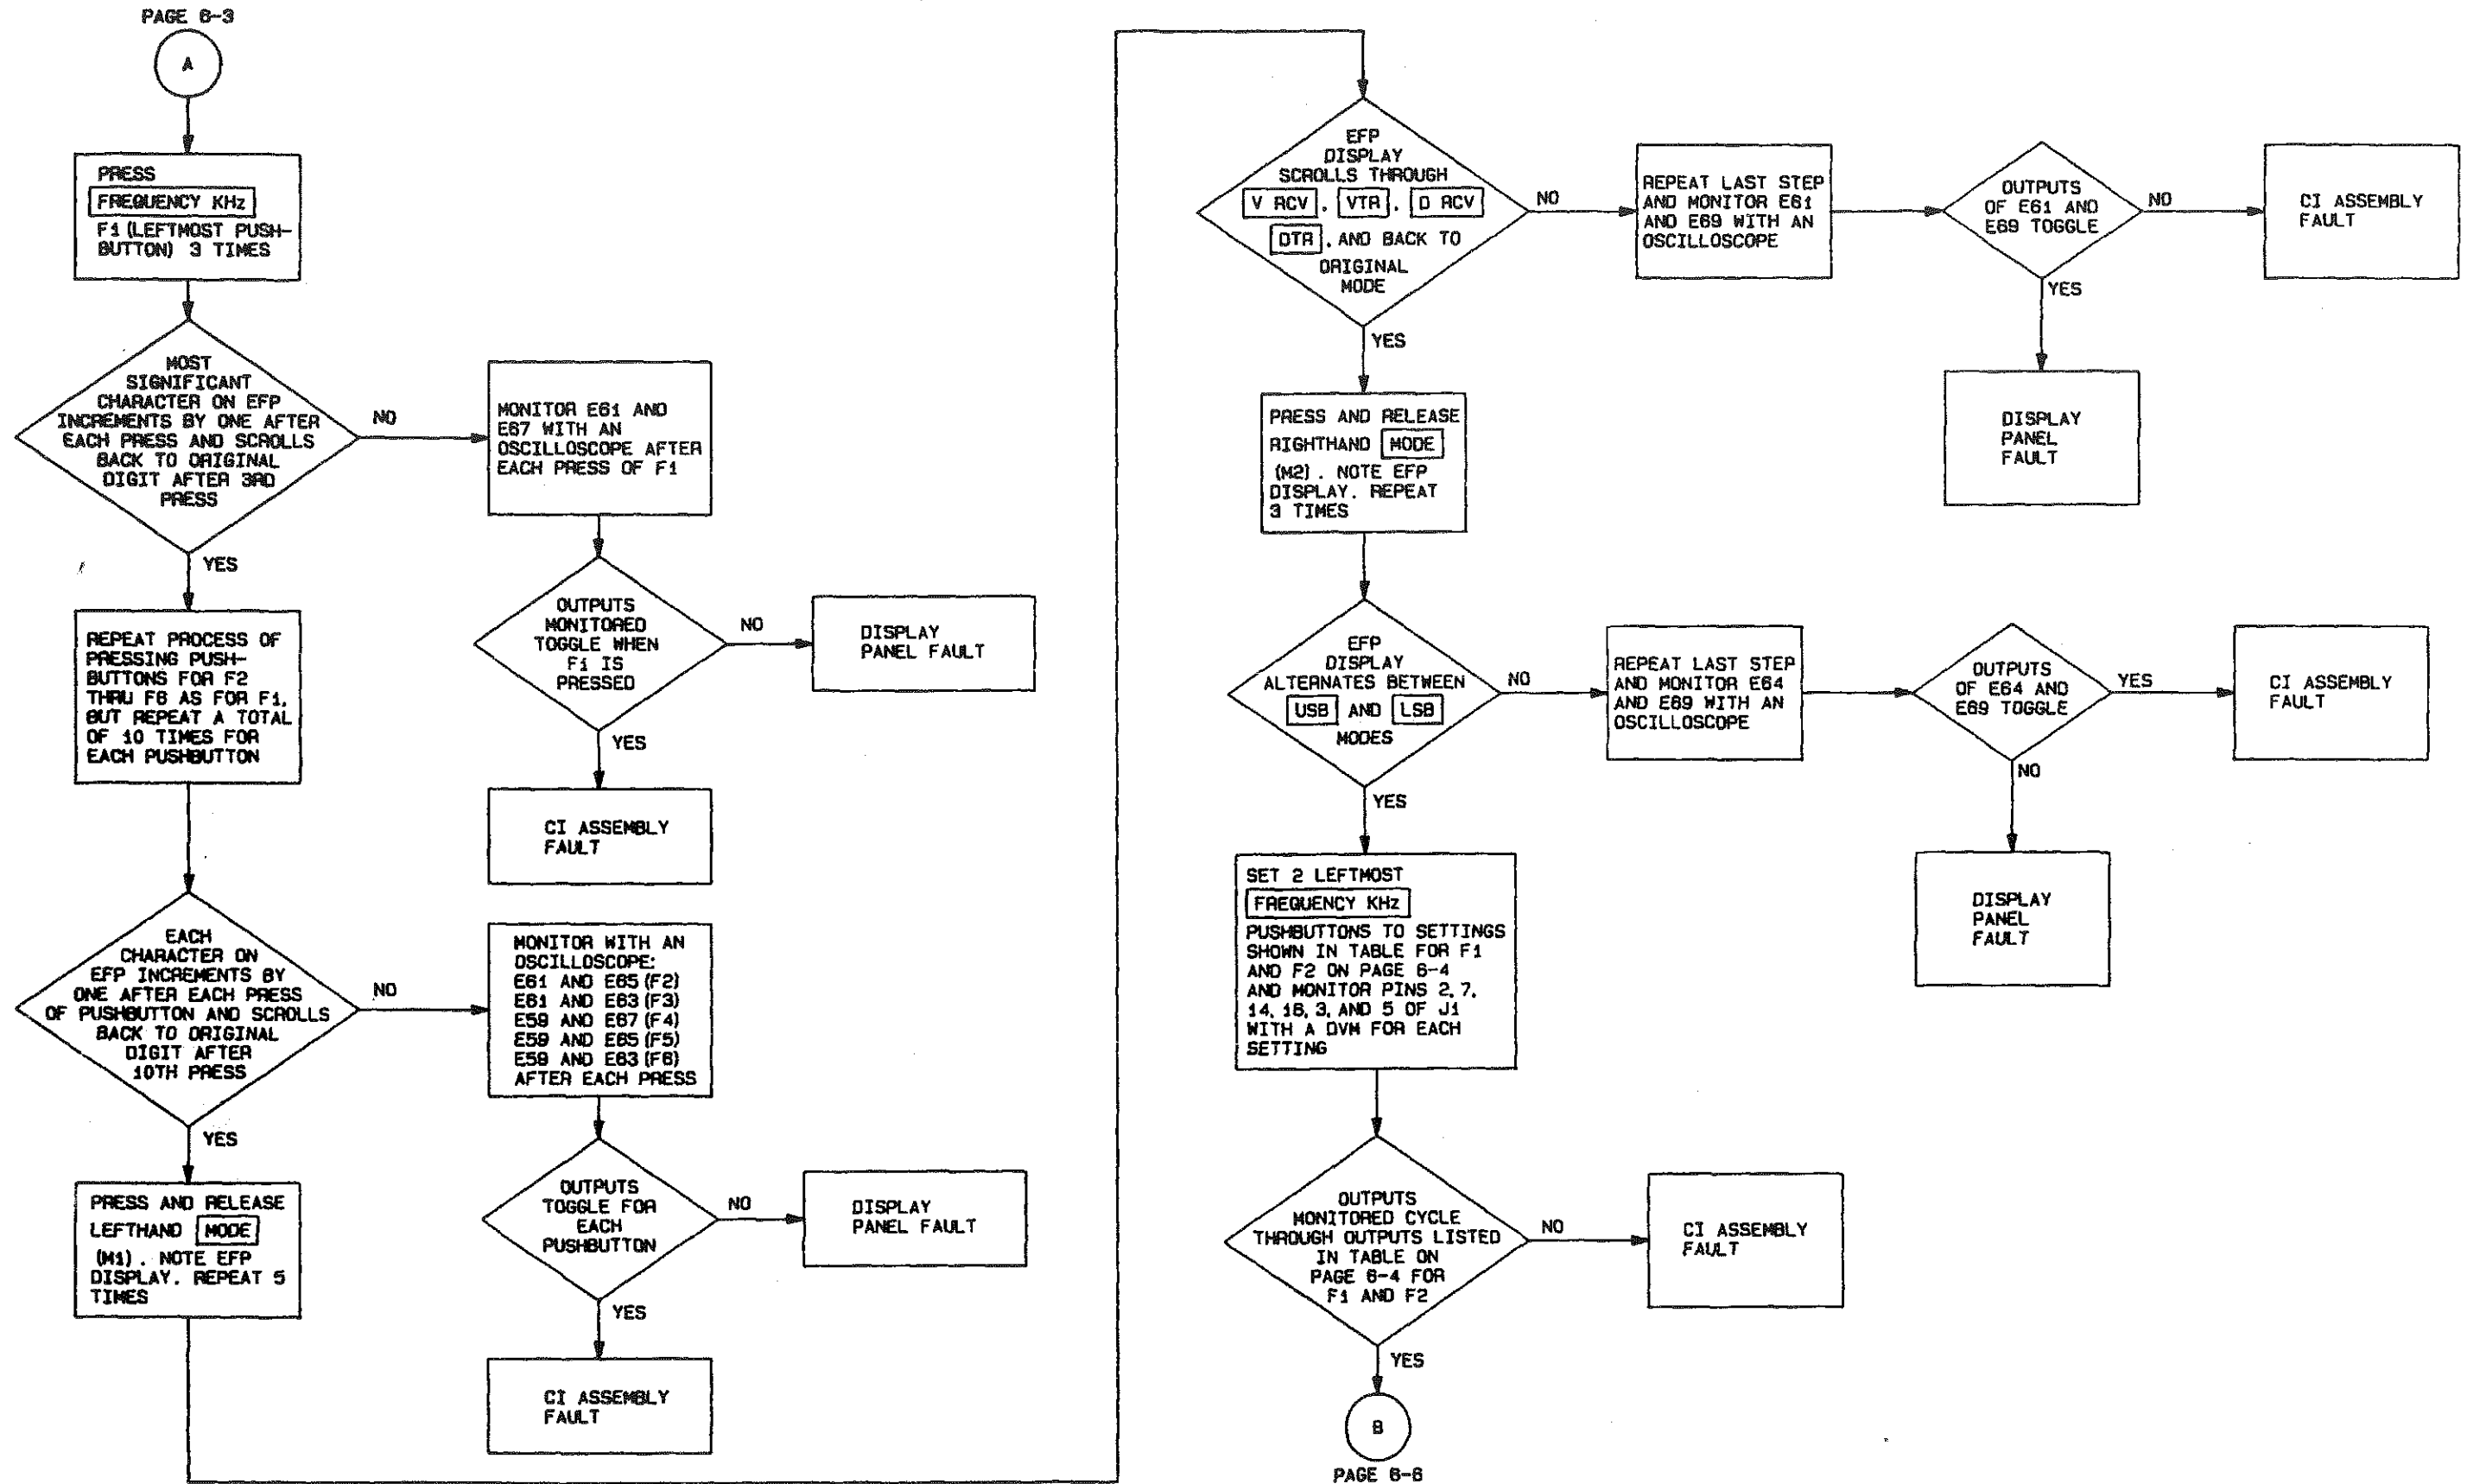 PAGE 6-3
A
PRESS
FREQUENCY KHz
F1 (LEFTMOST PUSH-
BUTTON) 3 TIMES
MOST
SIGNIFICANT
CHARACTER ON EFP
INCREMENTS BY ONE AFTER
EACH PRESS AND SCROLLS
BACK TO ORIGINAL
DIGIT AFTER 3RD
PRESS
NO
MONITOR E61 AND
E67 WITH AN
OSCILLOSCOPE AFTER
EACH PRESS OF F1
YES
OUTPUTS
MONITORED
TOGGLE WHEN
F1 IS
PRESSED
NO
DISPLAY
PANEL FAULT
YES
CI ASSEMBLY
FAULT
REPEAT PROCESS OF
PRESSING PUSH-
BUTTONS FOR F2
THRU F6 AS FOR F1,
BUT REPEAT A TOTAL
OF 10 TIMES FOR
EACH PUSHBUTTON
EACH
CHARACTER ON
EFP INCREMENTS BY
ONE AFTER EACH PRESS
OF PUSHBUTTON AND SCROLLS
BACK TO ORIGINAL
DIGIT AFTER
10TH PRESS
NO
MONITOR WITH AN
OSCILLOSCOPE:
E61 AND E65 (F2)
E61 AND E63 (F3)
E59 AND E67 (F4)
E59 AND E65 (F5)
E59 AND E63 (F6)
AFTER EACH PRESS
YES
OUTPUTS
TOGGLE FOR
EACH
PUSHBUTTON
NO
DISPLAY
PANEL FAULT
YES
CI ASSEMBLY
FAULT
PRESS AND RELEASE
LEFTHAND MODE
(M1). NOTE EFP
DISPLAY. REPEAT 5
TIMES
EFP
DISPLAY
SCROLLS THROUGH
V RCV, VTR, D RCV
DTR, AND BACK TO
ORIGINAL
MODE
NO
REPEAT LAST STEP
AND MONITOR E61
AND E69 WITH AN
OSCILLOSCOPE
OUTPUTS
OF E61 AND
E69 TOGGLE
NO
CI ASSEMBLY
FAULT
YES
DISPLAY
PANEL
FAULT
YES
PRESS AND RELEASE
RIGHTHAND MODE
(M2). NOTE EFP
DISPLAY. REPEAT
3 TIMES
EFP
DISPLAY
ALTERNATES BETWEEN
USB AND LSB
MODES
NO
REPEAT LAST STEP
AND MONITOR E64
AND E69 WITH AN
OSCILLOSCOPE
OUTPUTS
OF E64 AND
E69 TOGGLE
YES
CI ASSEMBLY
FAULT
NO
DISPLAY
PANEL
FAULT
YES
SET 2 LEFTMOST
FREQUENCY KHz
PUSHBUTTONS TO SETTINGS
SHOWN IN TABLE FOR F1
AND F2 ON PAGE 6-4
AND MONITOR PINS 2, 7,
14, 16, 3, AND 5 OF J1
WITH A DVM FOR EACH
SETTING
OUTPUTS
MONITORED CYCLE
THROUGH OUTPUTS LISTED
IN TABLE ON
PAGE 6-4 FOR
F1 AND F2
NO
CI ASSEMBLY
FAULT
YES
B
PAGE 6-6